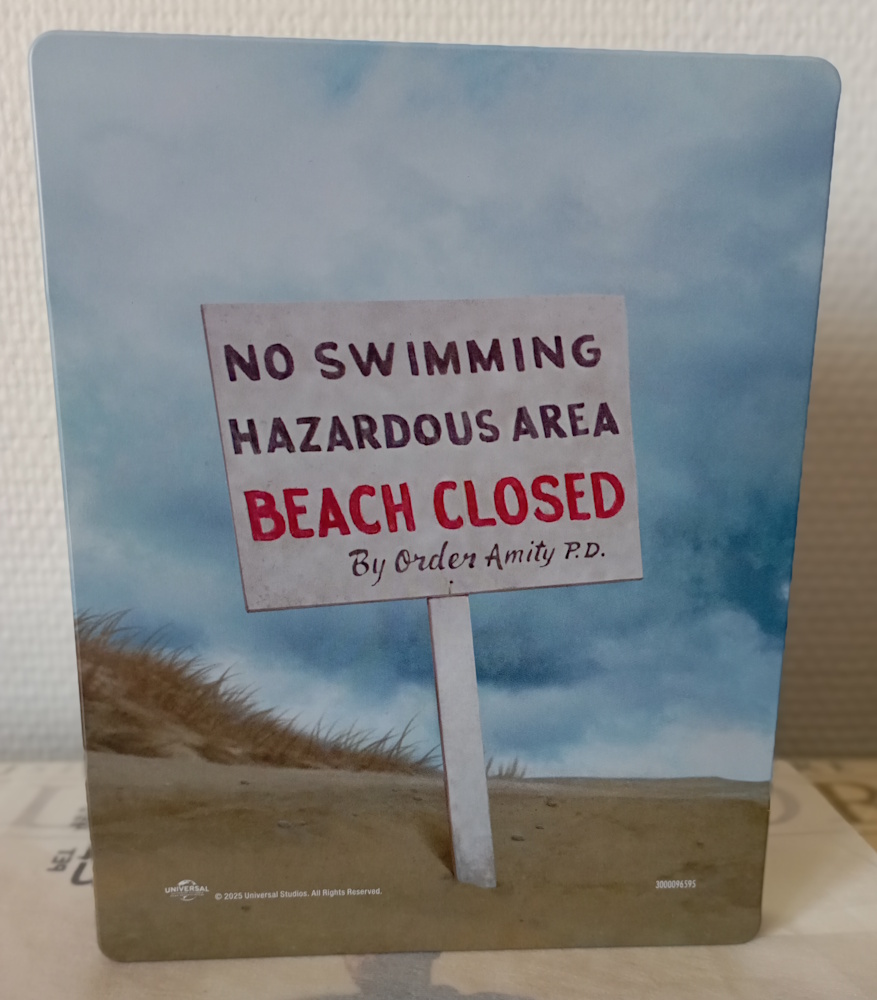 NO SWIMMING
HAZARDOUS AREA
BEACH CLOSED
By Order Amity P.D.
UNIVERSAL
© 2025 Universal Studios. All Rights Reserved.
3000096595